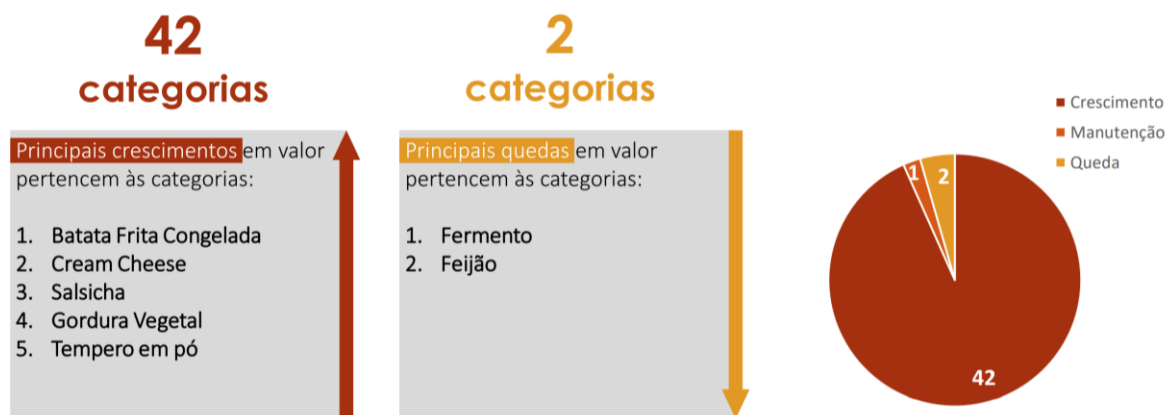 42
categorias
Principais crescimentos em valor
pertencem às categorias:
1. Batata Frita Congelada
2. Cream Cheese
3. Salsicha
4. Gordura Vegetal
5. Tempero em pó
2
categorias
Principais quedas em valor
pertencem às categorias:
1. Fermento
2. Feijão
Crescimento
Manutenção
Queda
1
2
42